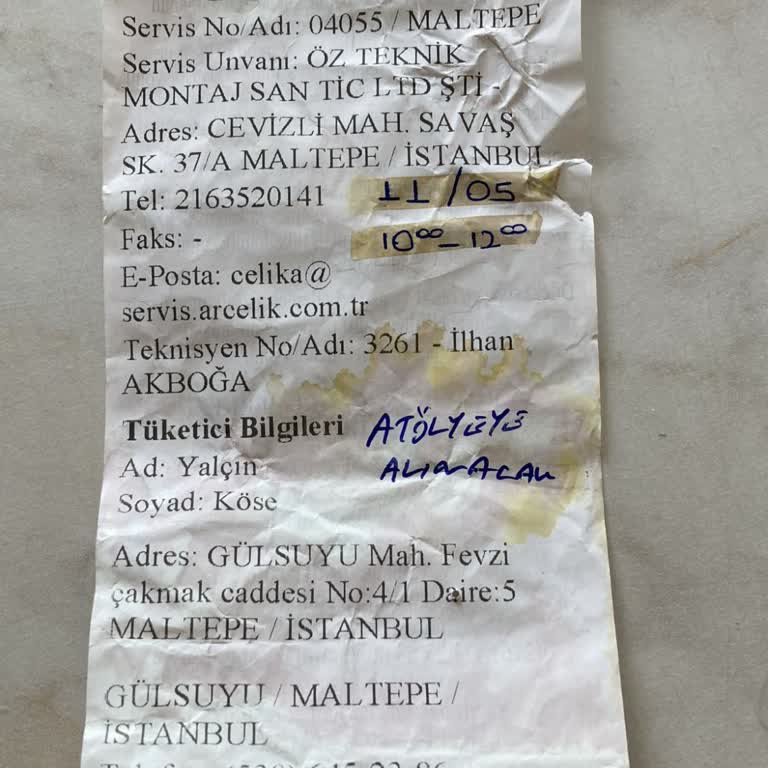 Servis No/Adı: 04055 / MALTEPE
Servis Unvanı: ÖZ TEKNİK
MONTAJ SAN TİC LTD ŞTİ -
Adres: CEVİZLİ MAH. SAVAŞ
SK. 37/A MALTEPE / İSTANBUL
Tel: 2163520141 11/05
Faks: - 10⁰⁰-12⁰⁰
E-Posta: celika@
servis.arcelik.com.tr
Teknisyen No/Adı: 3261 - İlhan
AKBOĞA
Tüketici Bilgileri ATÖLYEYE
Ad: Yalçın ALINACAK
Soyad: Köse
Adres: GÜLSUYU Mah. Fevzi
çakmak caddesi No:4/1 Daire:5
MALTEPE / İSTANBUL
GÜLSUYU / MALTEPE /
İSTANBUL